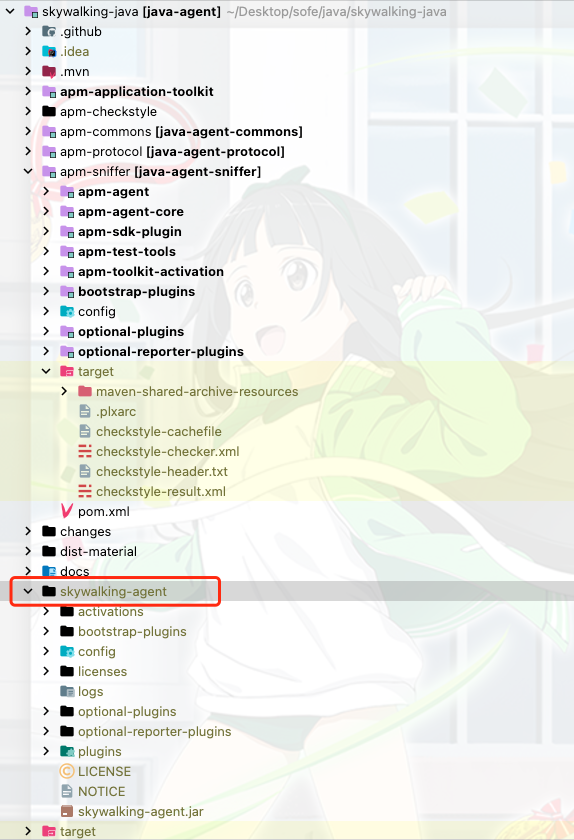 skywalking-java [java-agent] ~/Desktop/sofe/java/skywalking-java
.github
.idea
.mvn
apm-application-toolkit
apm-checkstyle
apm-commons [java-agent-commons]
apm-protocol [java-agent-protocol]
apm-sniffer [java-agent-sniffer]
apm-agent
apm-agent-core
apm-sdk-plugin
apm-test-tools
apm-toolkit-activation
bootstrap-plugins
config
optional-plugins
optional-reporter-plugins
target
maven-shared-archive-resources
.plxarc
checkstyle-cachefile
checkstyle-checker.xml
checkstyle-header.txt
checkstyle-result.xml
pom.xml
changes
dist-material
docs
skywalking-agent
activations
bootstrap-plugins
config
licenses
logs
optional-plugins
optional-reporter-plugins
plugins
LICENSE
NOTICE
skywalking-agent.jar
target